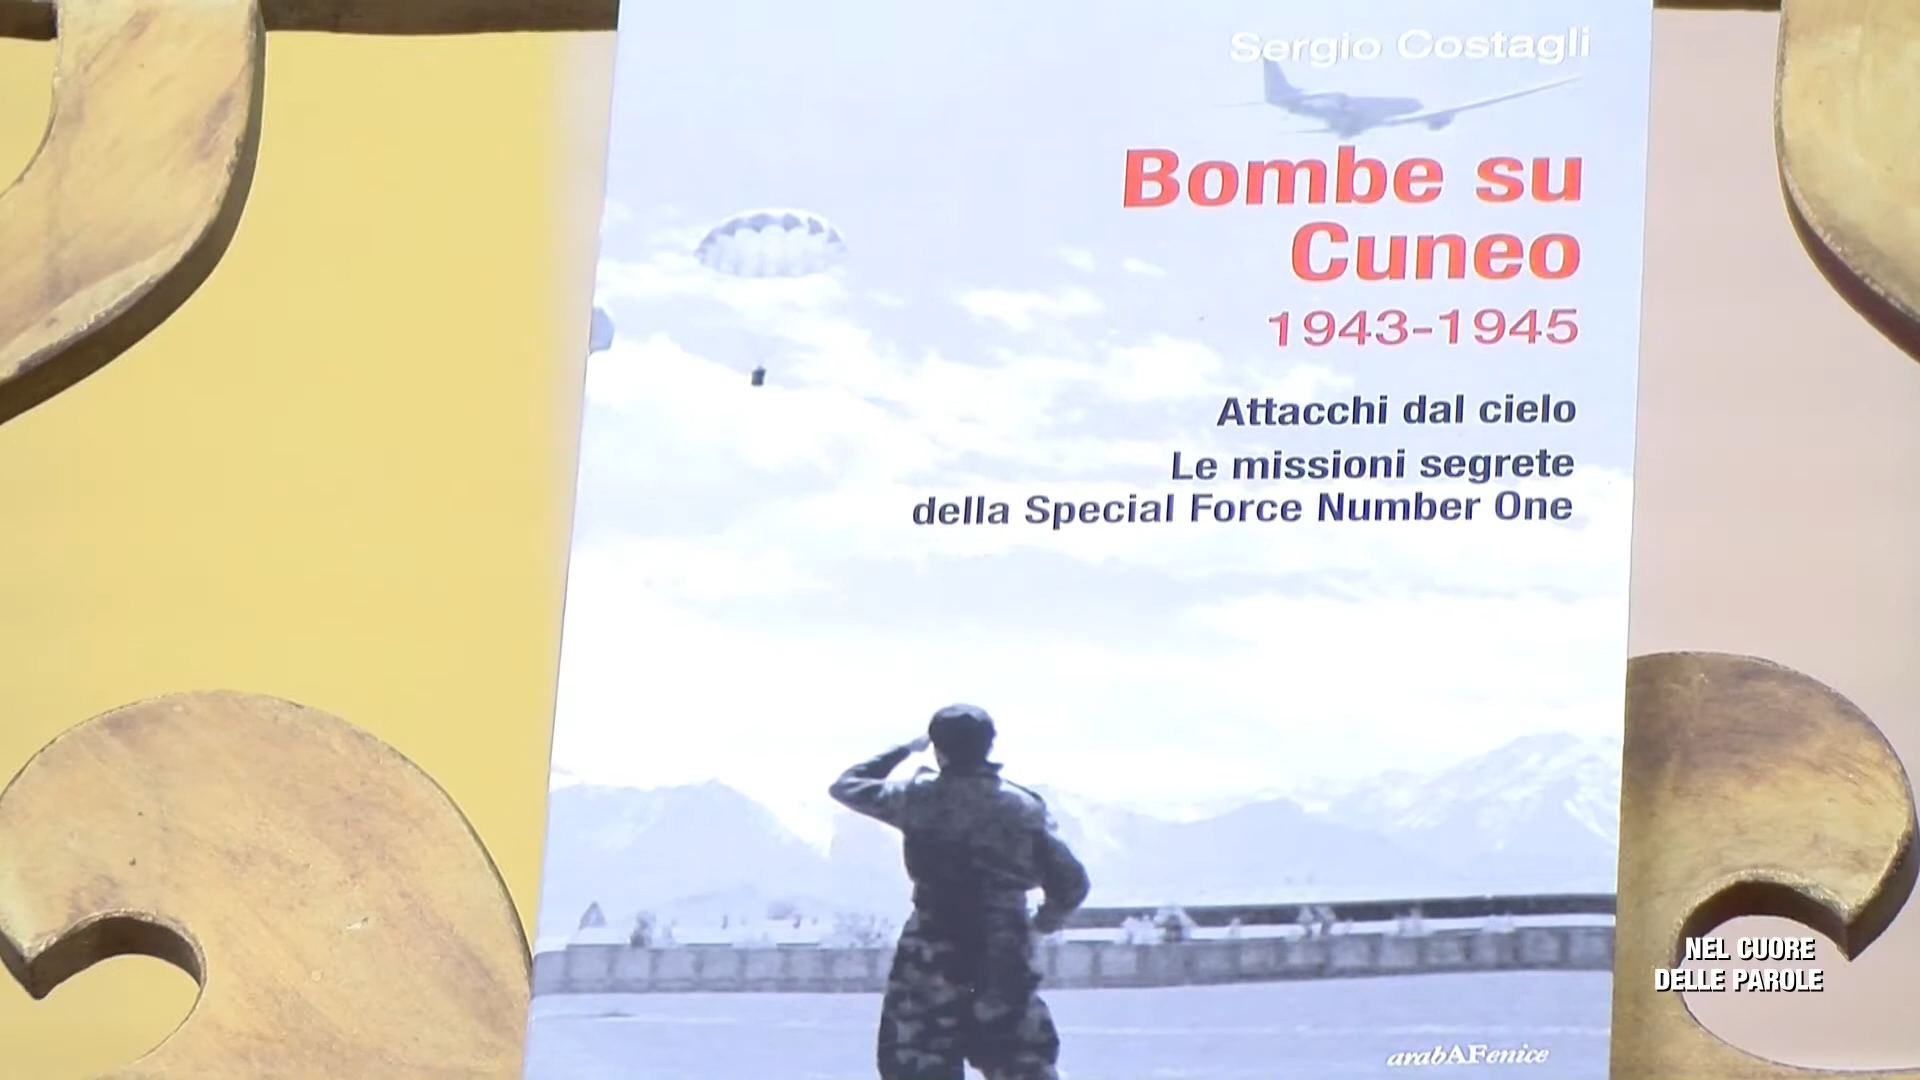 Sergio Costagli
Bombe su
Cuneo
1943-1945
Attacchi dal cielo
Le missioni segrete
della Special Force Number One
arabAFenice
NEL CUORE
DELLE PAROLE